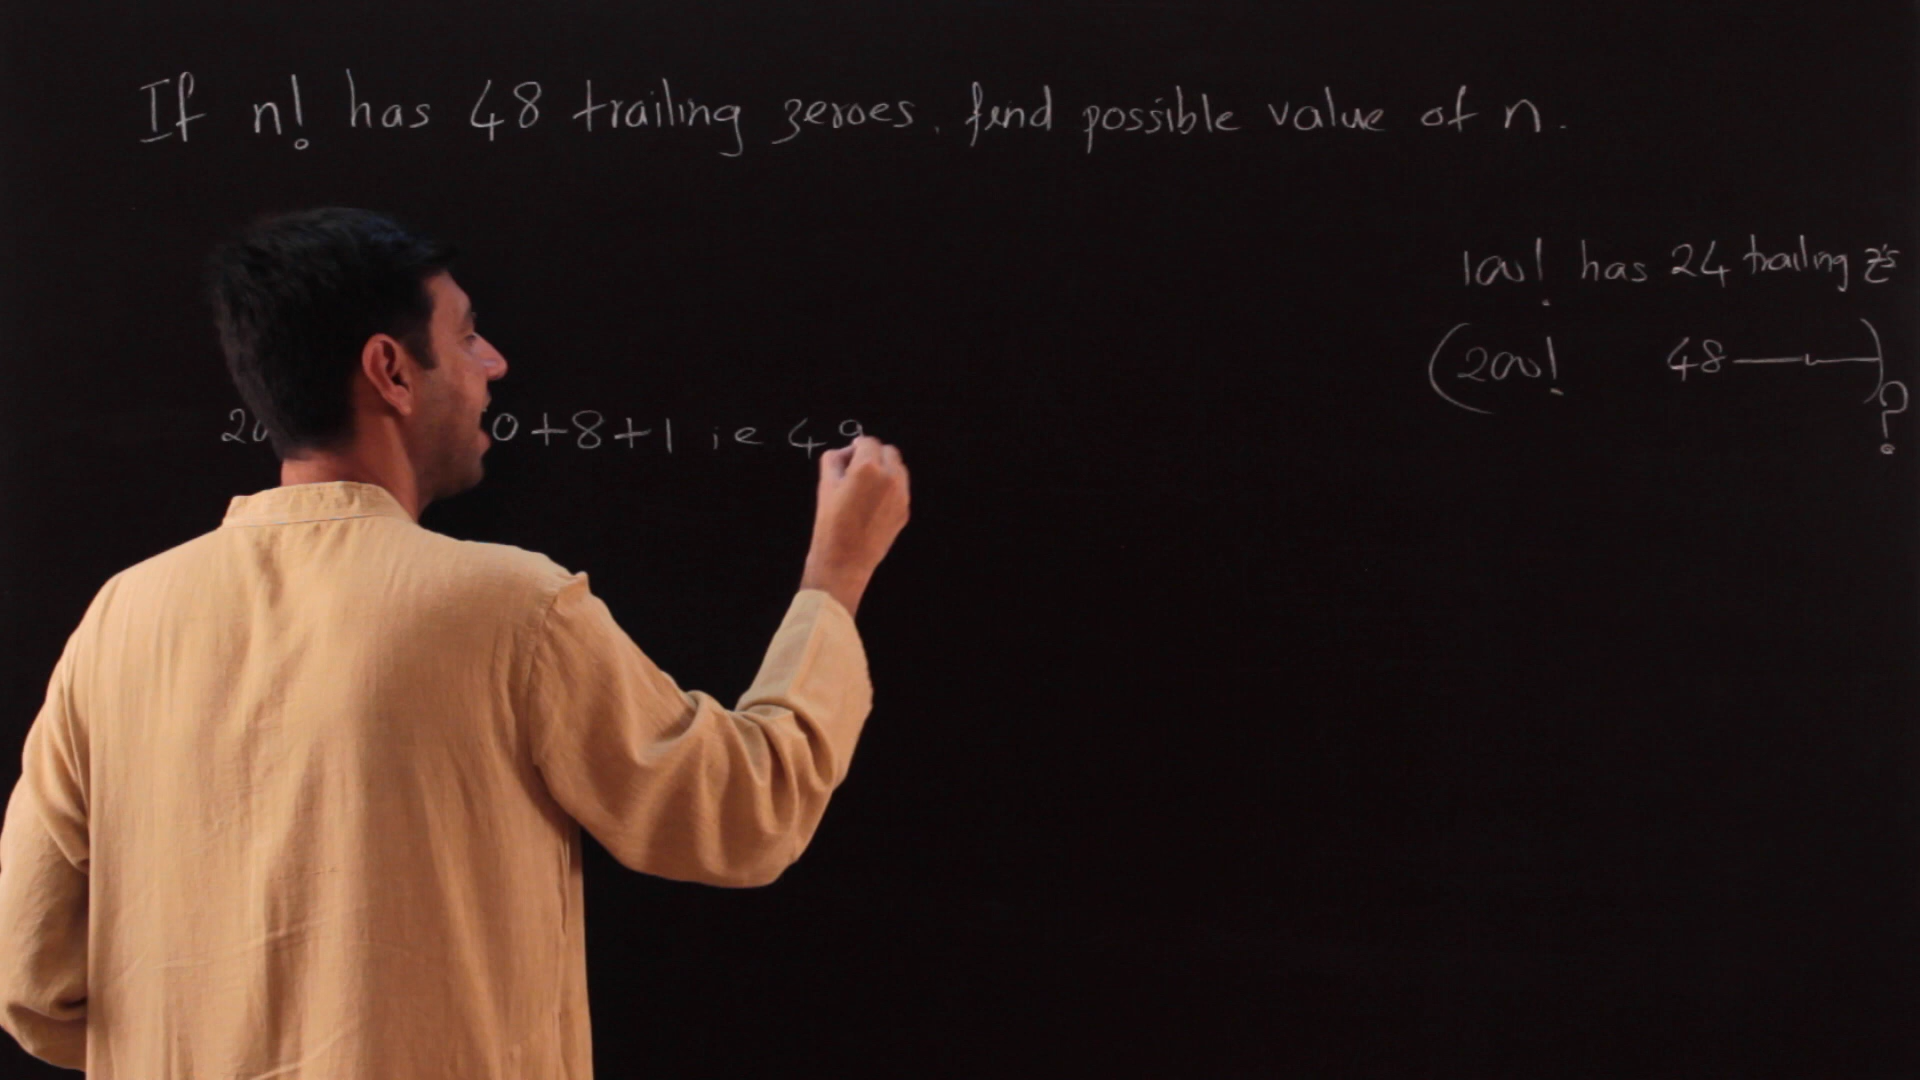 If n! has 48 trailing zeroes. find possible value of n.
100! has 24 trailing z's
(200! 48 —— ) ?
0+8+1 ie 49